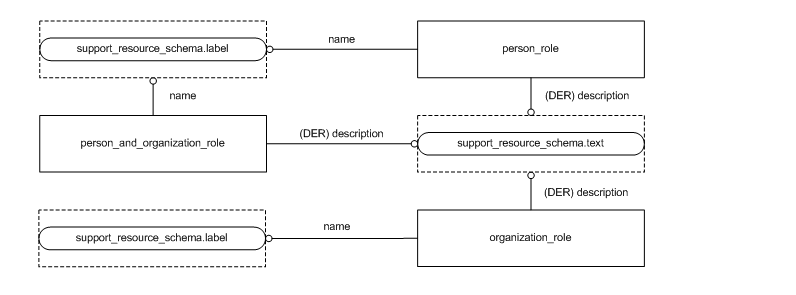 support_resource_schema.label
name
person_role
name
(DER) description
person_and_organization_role
(DER) description
support_resource_schema.text
(DER) description
support_resource_schema.label
name
organization_role